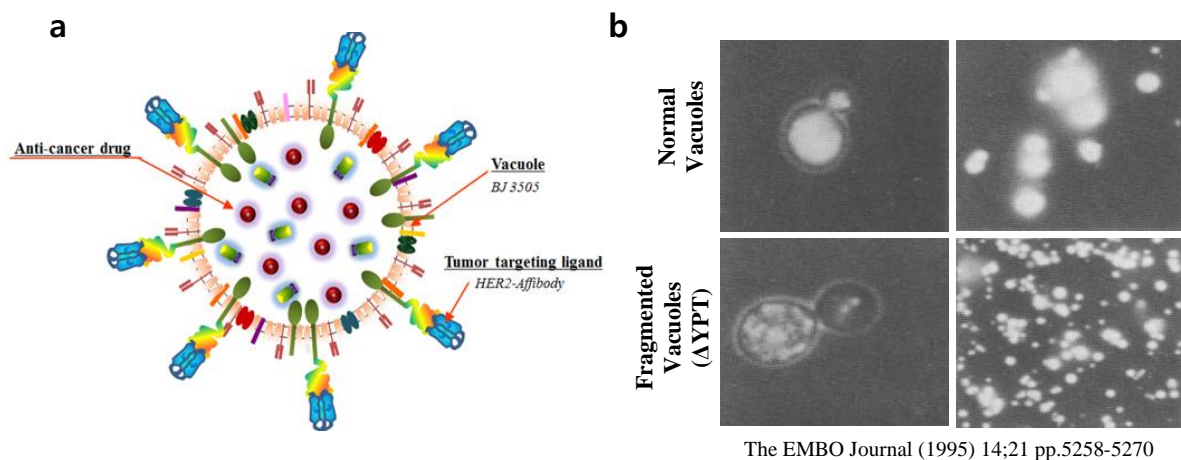 a
Anti-cancer drug
Vacuole
BJ 3505
Tumor targeting ligand
HER2-Affibody
b
Normal
Vacuoles
Fragmented
Vacuoles
(ΔYPT)
The EMBO Journal (1995) 14;21 pp.5258-5270